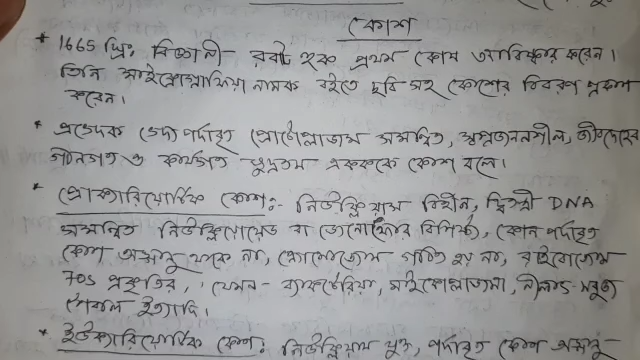 কোশ
* 1665 খ্রিঃ বিজ্ঞানী রবার্ট হুক প্রথম কোষ আবিষ্কার করেন।
তিনি মাইক্রোগ্রাফিয়া নামক বইতে ছবি সহ কোশের বিবরণ প্রকাশ
করেন।
* প্রভেদক ভেদ্য পর্দাবৃত প্রোটোপ্লাজম সমন্বিত, স্বপ্রজননশীল, জীবদেহের
গঠনগত ও কার্যগত ক্ষুদ্রতম একককে কোশ বলে।
* প্রোক্যারিয়োটিক কোশ:- নিউক্লিয়াস বিহীন, দ্বিতন্ত্রী DNA
সমন্বিত নিউক্লিয়োয়েড বা জেনোফোর বিশিষ্ট, কোন পর্দাবৃত
কোশ অঙ্গানু থাকে না, ক্রোমোজোম গঠিত হয় না, রাইবোজোম
70S প্রকৃতির, যেমন- ব্যাকটেরিয়া, মাইকোপ্লাজমা, নীলাভ-সবুজ
শৈবাল ইত্যাদি।
* ইউক্যারিয়োটিক কোশ: নিউক্লিয়াস যুক্ত, পর্দাবৃত কোশ অঙ্গানু